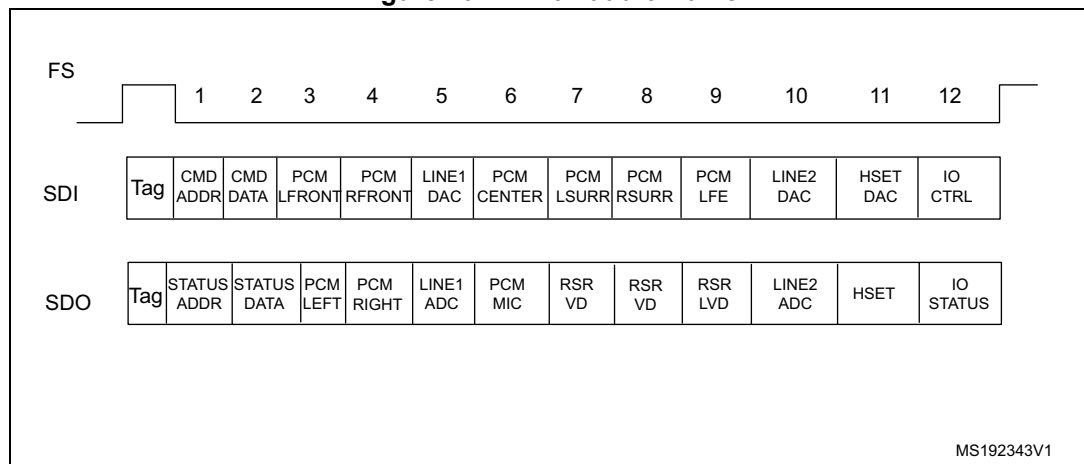 FS
1 2 3 4 5 6 7 8 9 10 11 12
SDI
Tag CMD ADDR CMD DATA PCM LFRONT PCM RFRONT LINE1 DAC PCM CENTER PCM LSURR PCM RSURR PCM LFE LINE2 DAC HSET DAC IO CTRL
SDO
Tag STATUS ADDR STATUS DATA PCM LEFT PCM RIGHT LINE1 ADC PCM MIC RSR VD RSR VD RSR LVD LINE2 ADC HSET IO STATUS
MS192343V1